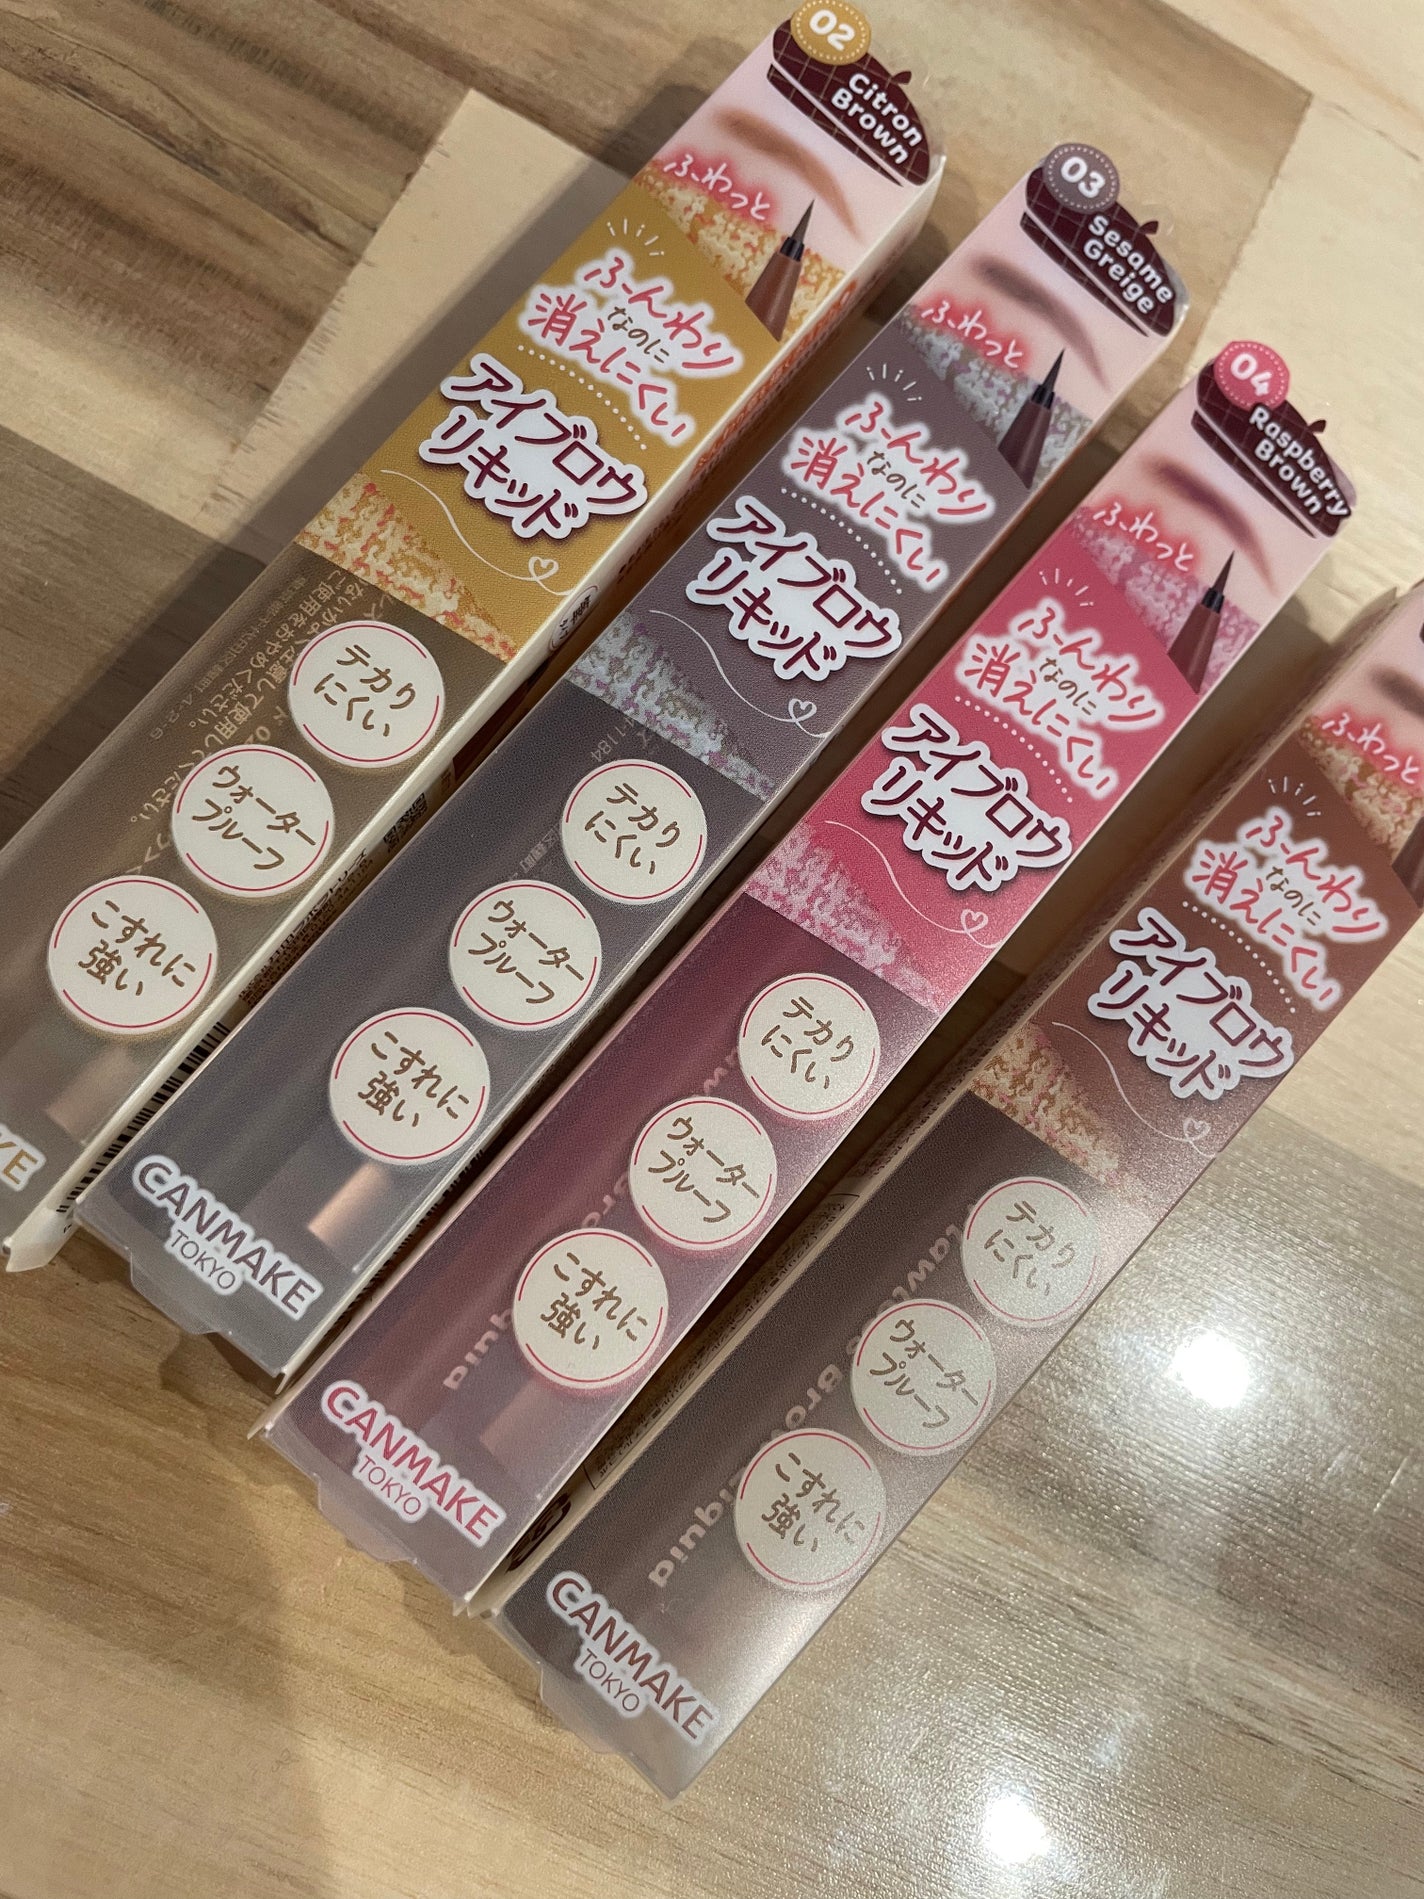 02
Citron
Brown
ふわっと
ふーんわり
なのに
消えにくい
アイブロウ
リキッド
テカり
にくい
ウォーター
プルーフ
こすれに
強い
03
Sesame
Greige
ふわっと
ふーんわり
なのに
消えにくい
アイブロウ
リキッド
テカり
にくい
ウォーター
プルーフ
こすれに
強い
CANMAKE
TOKYO
04
Raspberry
Brown
ふわっと
ふーんわり
なのに
消えにくい
アイブロウ
リキッド
テカり
にくい
ウォーター
プルーフ
こすれに
強い
CANMAKE
TOKYO
ふわっと
ふーんわり
なのに
消えにくい
アイブロウ
リキッド
テカり
にくい
ウォーター
プルーフ
こすれに
強い
CANMAKE
TOKYO